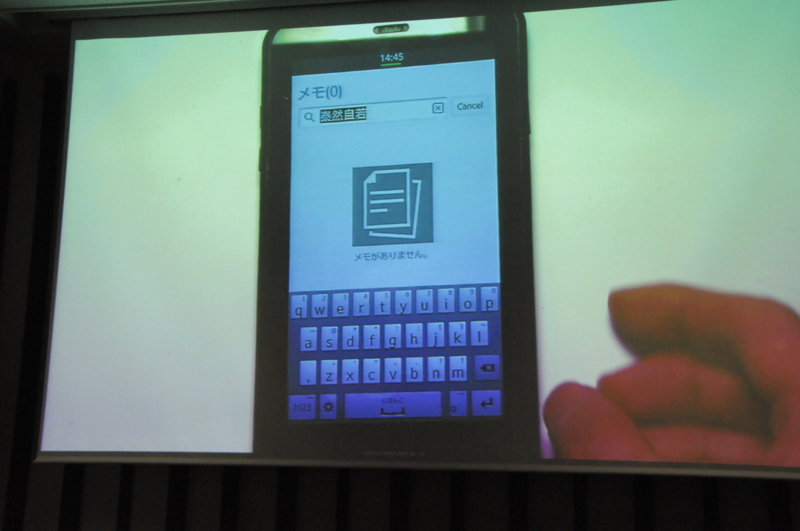 14:45
メモ(0)
泰然自若
Cancel
メモがありません。
q w e r t y u i o p
a s d f g h j k l
. z x c v b n m
?123